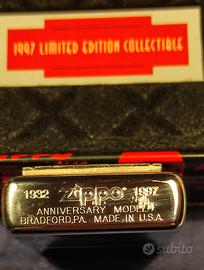 1997 LIMITED EDITION COLLECTIBLE
1932 Zippo 1997
ANNIVERSARY MODEL
BRADFORD,PA. MADE IN U.S.A.
subito